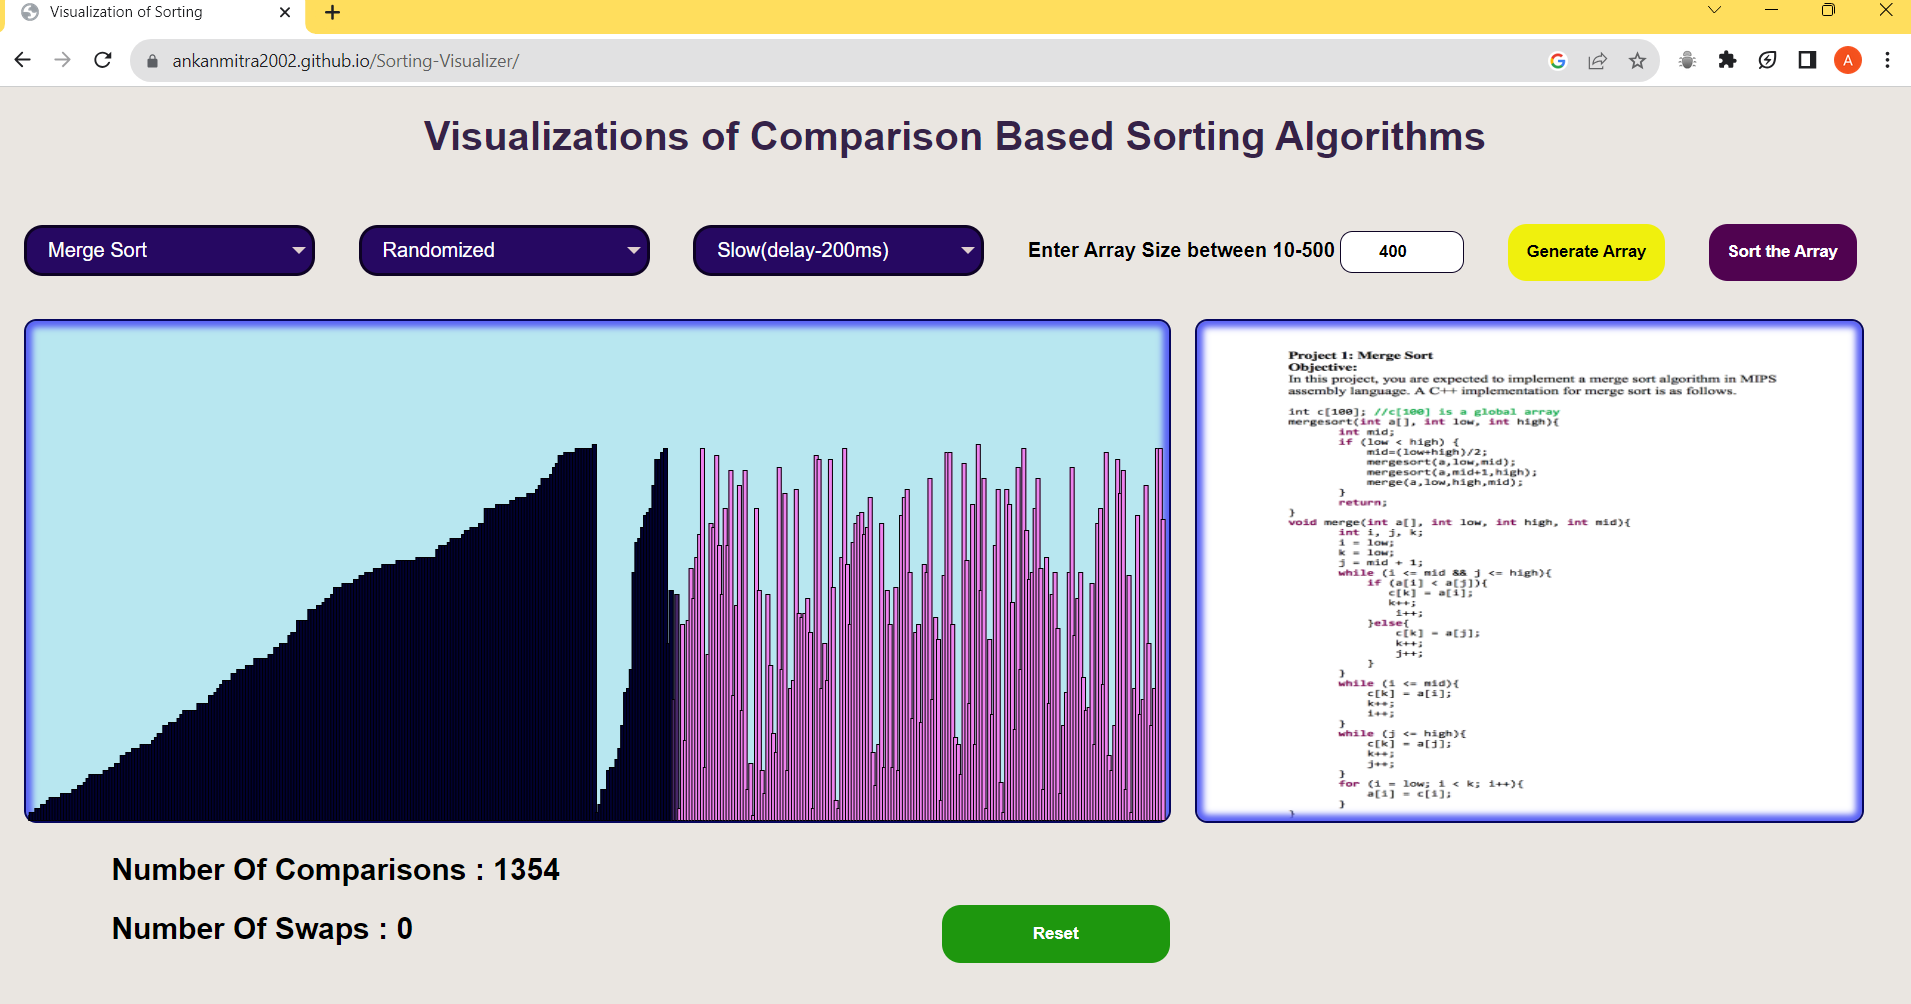 Visualization of Sorting
ankanmitra2002.github.io/Sorting-Visualizer/
A
Visualizations of Comparison Based Sorting Algorithms
Merge Sort
Randomized
Slow(delay-200ms)
Enter Array Size between 10-500
400
Generate Array
Sort the Array
Project 1: Merge Sort
Objective:
In this project, you are expected to implement a merge sort algorithm in MIPS
assembly language. A C++ implementation for merge sort is as follows.
int c[100]; //c[100] is a global array
mergesort(int a[], int low, int high){
int mid;
if (low < high) {
mid=(low+high)/2;
mergesort(a,low,mid);
mergesort(a,mid+1,high);
merge(a,low,high,mid);
}
return;
}
void merge(int a[], int low, int high, int mid){
int i, j, k;
i = low;
k = low;
j = mid + 1;
while (i <= mid && j <= high){
if (a[i] < a[j]){
c[k] = a[i];
k++;
i++;
}else{
c[k] = a[j];
k++;
j++;
}
}
while (i <= mid){
c[k] = a[i];
k++;
i++;
}
while (j <= high){
c[k] = a[j];
k++;
j++;
}
for (i = low; i < k; i++){
a[i] = c[i];
}
}
Number Of Comparisons : 1354
Number Of Swaps : 0
Reset